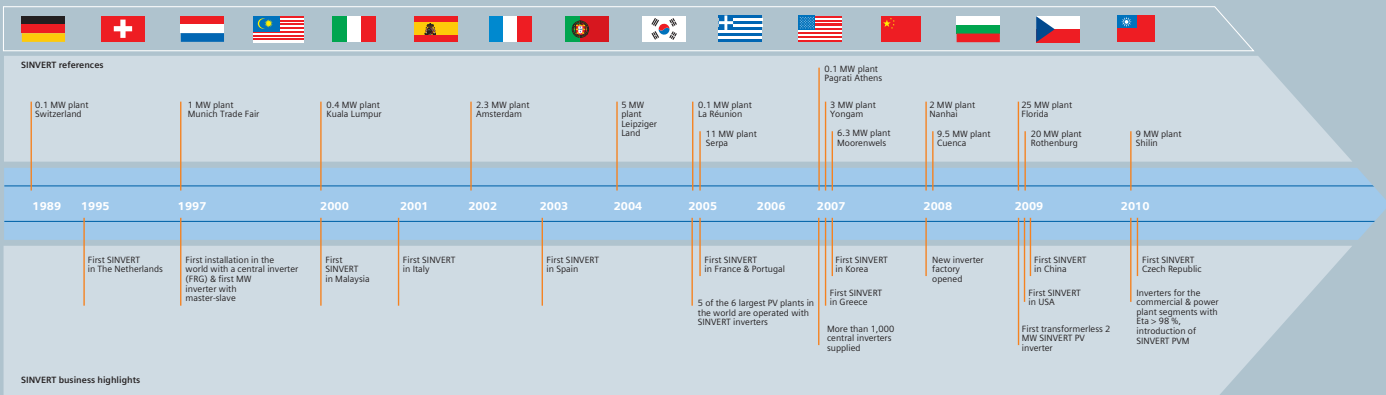 SINVERT references
0.1 MW plant
Switzerland
1 MW plant
Munich Trade Fair
0.4 MW plant
Kuala Lumpur
2.3 MW plant
Amsterdam
5 MW
plant
Leipziger
Land
0.1 MW plant
La Réunion
11 MW plant
Serpa
0.1 MW plant
Pagrati Athens
3 MW plant
Yongam
6.3 MW plant
Moorenwels
2 MW plant
Nanhai
9.5 MW plant
Cuenca
25 MW plant
Florida
20 MW plant
Rothenburg
9 MW plant
Shilin
1989 1995 1997 2000 2001 2002 2003 2004 2005 2006 2007 2008 2009 2010
First SINVERT
in The Netherlands
First installation in the
world with a central inverter
(FRG) & first MW
inverter with
master-slave
First
SINVERT
in Malaysia
First SINVERT
in Italy
First SINVERT
in Spain
First SINVERT
in France & Portugal
5 of the 6 largest PV plants in
the world are operated with
SINVERT inverters
First SINVERT
in Korea
First SINVERT
in Greece
More than 1,000
central inverters
supplied
New inverter
factory
opened
First SINVERT
in China
First SINVERT
in USA
First transformerless 2
MW SINVERT PV
inverter
First SINVERT
Czech Republic
Inverters for the
commercial & power
plant segments with
Eta > 98 %,
introduction of
SINVERT PVM
SINVERT business highlights